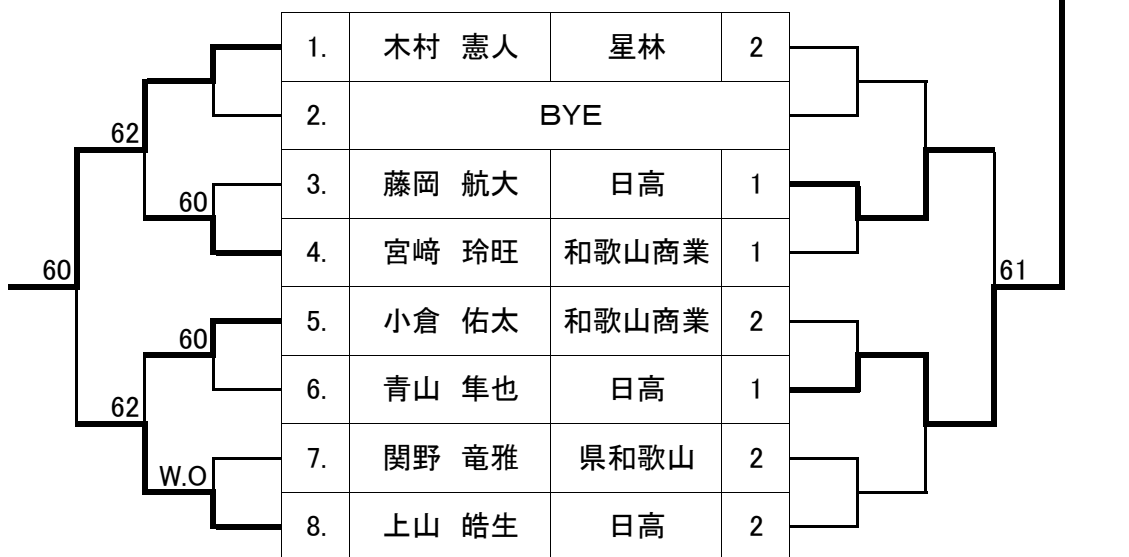 1. 木村 憲人 星林 2
62 2. BYE
3. 藤岡 航大 日高 1
60
4. 宮﨑 玲旺 和歌山商業 1
60 61
5. 小倉 佑太 和歌山商業 2
60
6. 青山 隼也 日高 1
62
7. 関野 竜雅 県和歌山 2
W.O
8. 上山 皓生 日高 2